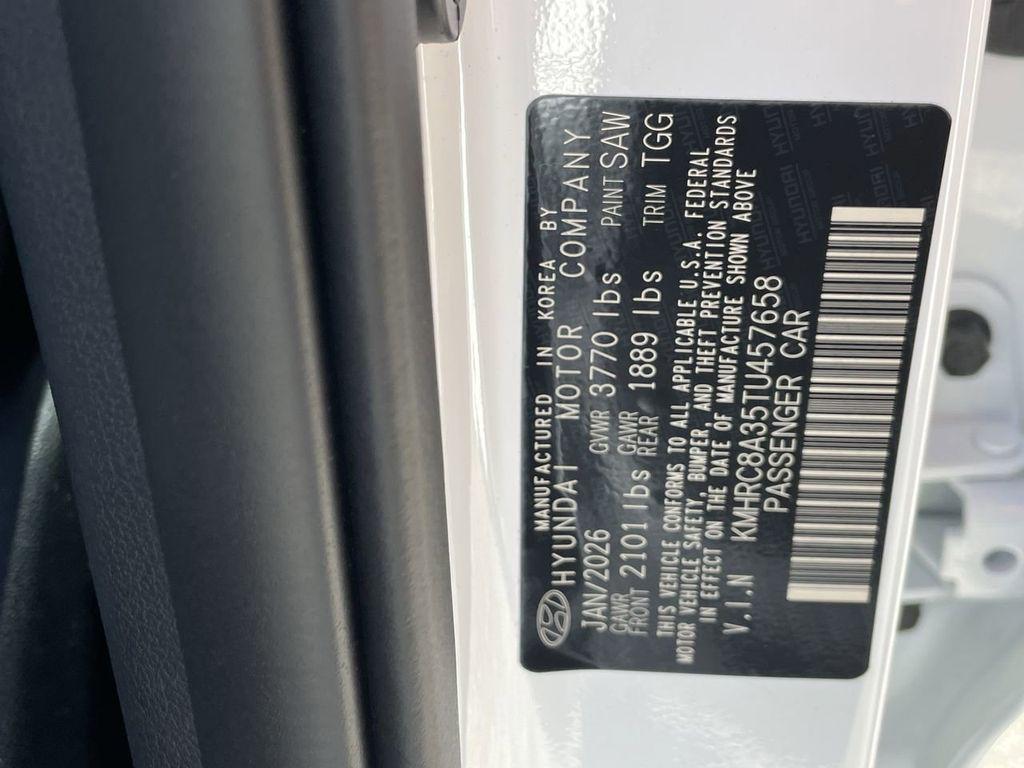 MANUFACTURED IN KOREA BY
HYUNDAI MOTOR COMPANY
JAN/2026 GVWR 3770 lbs PAINT SAW
GAWR FRONT 2101 lbs GAWR REAR 1889 lbs TRIM TGG
THIS VEHICLE CONFORMS TO ALL APPLICABLE U.S.A. FEDERAL
MOTOR VEHICLE SAFETY, BUMPER, AND THEFT PREVENTION STANDARDS
IN EFFECT ON THE DATE OF MANUFACTURE SHOWN ABOVE
V.I.N KMHRC8A35TU457658
PASSENGER CAR